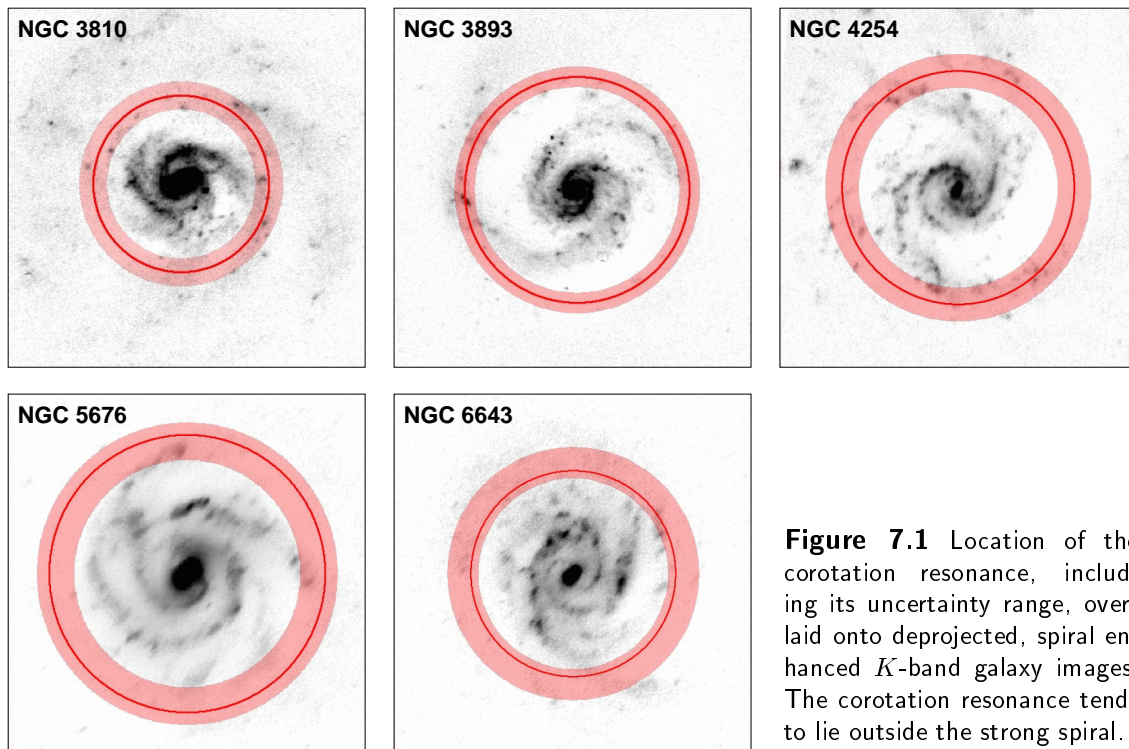 NGC 3810
NGC 3893
NGC 4254
NGC 5676
NGC 6643
Figure 7.1 Location of the
corotation resonance, includ
ing its uncertainty range, over
laid onto deprojected, spiral en
hanced K-band galaxy images
The corotation resonance tend
to lie outside the strong spiral.